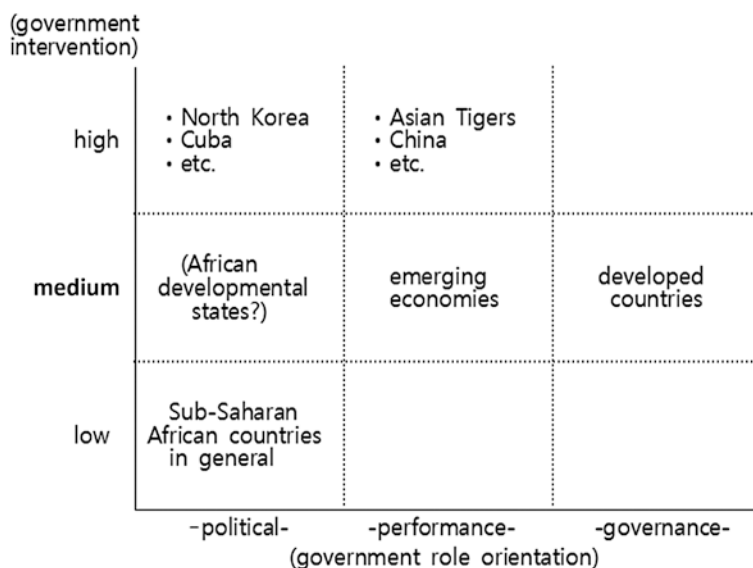 (government
intervention)
high
• North Korea
• Cuba
• etc.
• Asian Tigers
• China
• etc.
medium
(African
developmental
states?)
emerging
economies
developed
countries
low
Sub-Saharan
African countries
in general
-political-
-performance-
-governance-
(government role orientation)